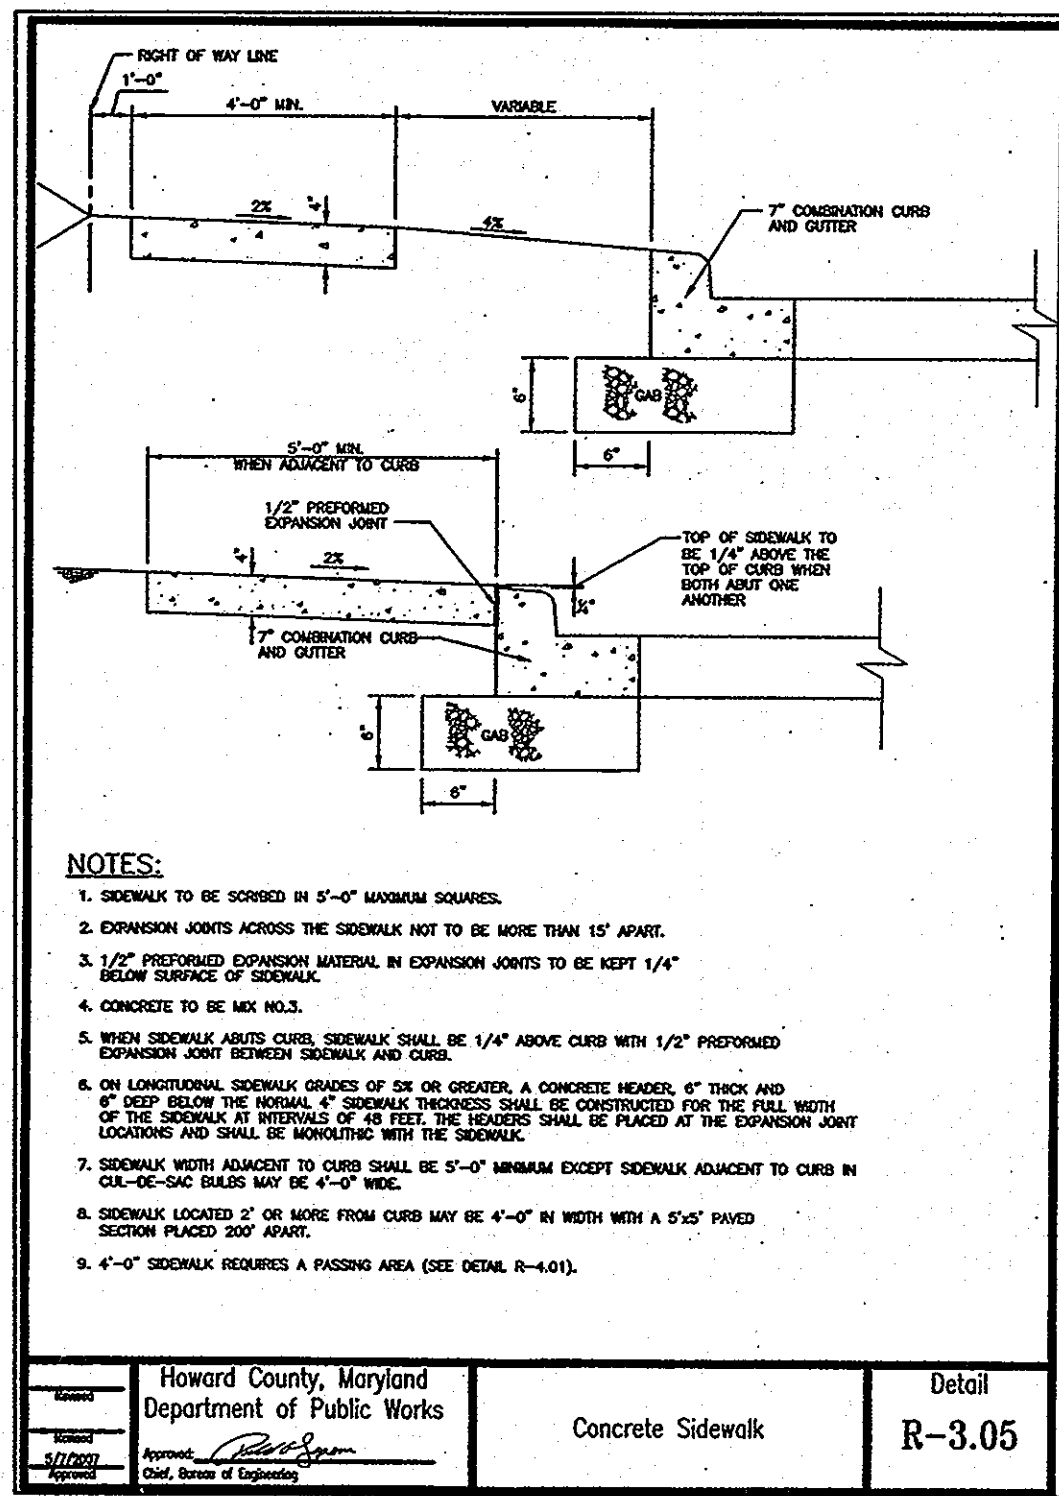 RIGHT OF WAY LINE
1'-0"
4'-0" MIN.
VARIABLE
2%
4"
4%
7" COMBINATION CURB
AND GUTTER
6"
GAB
6"
5'-0" MIN.
WHEN ADJACENT TO CURB
1/2" PREFORMED
EXPANSION JOINT
TOP OF SIDEWALK TO
BE 1/4" ABOVE THE
TOP OF CURB WHEN
BOTH ABUT ONE
ANOTHER
4"
2%
1/4"
7" COMBINATION CURB
AND GUTTER
6"
GAB
6"
NOTES:
1. SIDEWALK TO BE SCRIBED IN 5'-0" MAXIMUM SQUARES.
2. EXPANSION JOINTS ACROSS THE SIDEWALK NOT TO BE MORE THAN 15' APART.
3. 1/2" PREFORMED EXPANSION MATERIAL IN EXPANSION JOINTS TO BE KEPT 1/4"
BELOW SURFACE OF SIDEWALK.
4. CONCRETE TO BE MIX NO.3.
5. WHEN SIDEWALK ABUTS CURB, SIDEWALK SHALL BE 1/4" ABOVE CURB WITH 1/2" PREFORMED
EXPANSION JOINT BETWEEN SIDEWALK AND CURB.
6. ON LONGITUDINAL SIDEWALK GRADES OF 5% OR GREATER, A CONCRETE HEADER, 6" THICK AND
6" DEEP BELOW THE NORMAL 4" SIDEWALK THICKNESS SHALL BE CONSTRUCTED FOR THE FULL WIDTH
OF THE SIDEWALK AT INTERVALS OF 48 FEET. THE HEADERS SHALL BE PLACED AT THE EXPANSION JOINT
LOCATIONS AND SHALL BE MONOLITHIC WITH THE SIDEWALK.
7. SIDEWALK WIDTH ADJACENT TO CURB SHALL BE 5'-0" MINIMUM EXCEPT SIDEWALK ADJACENT TO CURB IN
CUL-DE-SAC BULBS MAY BE 4'-0" WIDE.
8. SIDEWALK LOCATED 2' OR MORE FROM CURB MAY BE 4'-0" IN WIDTH WITH A 5'x5' PAVED
SECTION PLACED 200' APART.
9. 4'-0" SIDEWALK REQUIRES A PASSING AREA (SEE DETAIL R-4.01).
Revised
Revised
5/7/2007
Approved
Howard County, Maryland
Department of Public Works
Approved:
Chief, Bureau of Engineering
Concrete Sidewalk
Detail
R-3.05